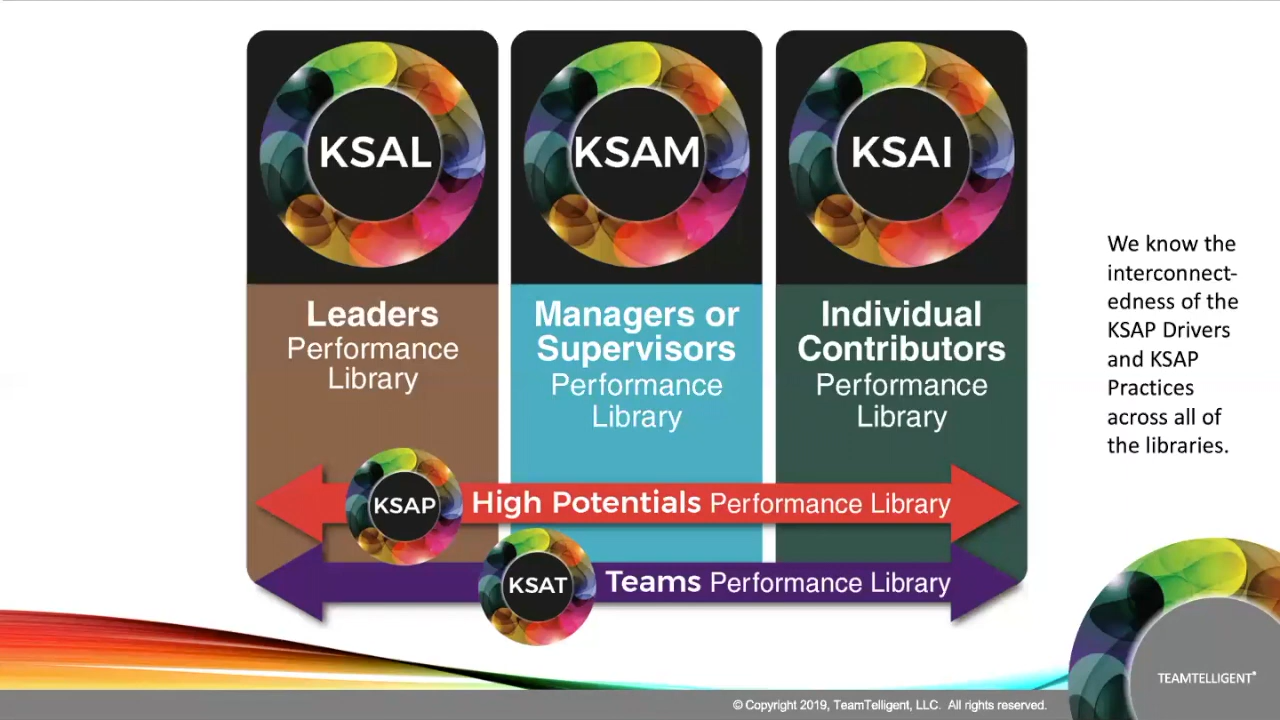 KSAL
KSAM
KSAI
Leaders
Performance
Library
Managers or
Supervisors
Performance
Library
Individual
Contributors
Performance
Library
KSAP
High Potentials Performance Library
KSAT
Teams Performance Library
We know the
interconnect-
edness of the
KSAP Drivers
and KSAP
Practices
across all of
the libraries.
TEAMTELLIGENT®
© Copyright 2019, TeamTelligent, LLC. All rights reserved.